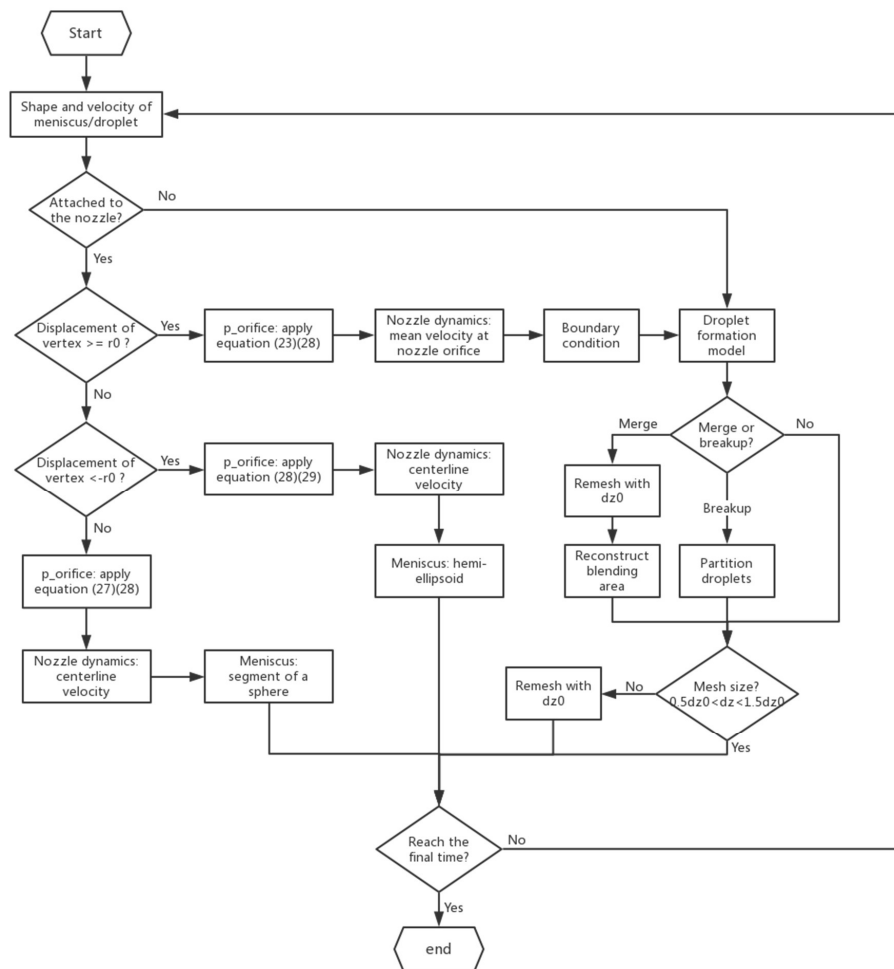 Start
Shape and velocity of
meniscus/droplet
Attached to
the nozzle?
No
Yes
Displacement of
vertex >= r0 ?
Yes
p_orifice: apply
equation (23)(28)
Nozzle dynamics:
mean velocity at
nozzle orifice
Boundary
condition
Droplet
formation
model
No
Merge
Merge or
breakup?
No
Displacement of
vertex <-r0 ?
Yes
p_orifice: apply
equation (28)(29)
Nozzle dynamics:
centerline
velocity
Remesh with
dz0
Breakup
No
p_orifice: apply
equation (27)(28)
Meniscus: hemi-
ellipsoid
Reconstruct
blending
area
Partition
droplets
Nozzle dynamics:
centerline
velocity
Meniscus:
segment of a
sphere
Remesh with
dz0
No
Mesh size?
0.5dz0<dz<1.5dz0
Yes
Reach the
final time?
No
Yes
end